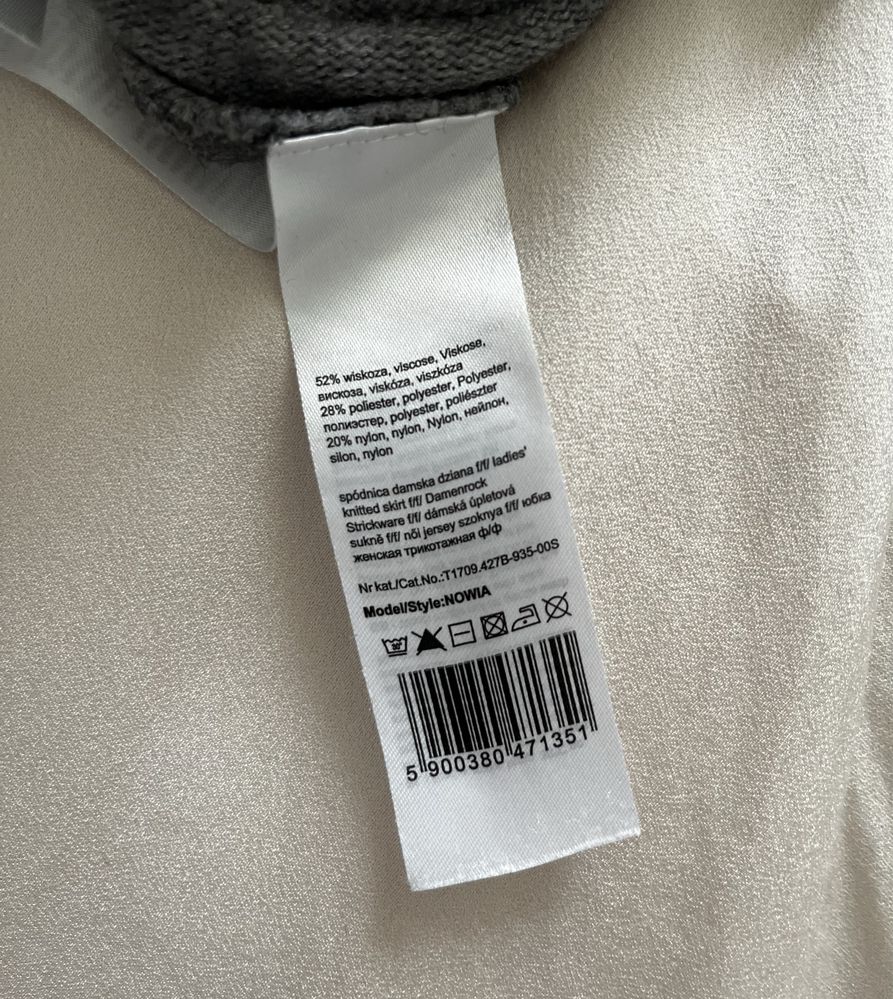 52% wiskoza, viscose, Viskose,
вискоза, viskóza, viszkóza
28% poliester, polyester, Polyester,
полиэстер, polyester, poliészter
20% nylon, nylon, Nylon, нейлон,
silon, nylon
spódnica damska dziana f/f/ ladies'
knitted skirt f/f/ Damenrock
Strickware f/f/ dámská úpletová
sukně f/f/ női jersey szoknya f/f/ юбка
женская трикотажная ф/ф
Nr kat./Cat.No.:T1709.427B-935-00S
Model/Style:NOWIA
5 900380 471351